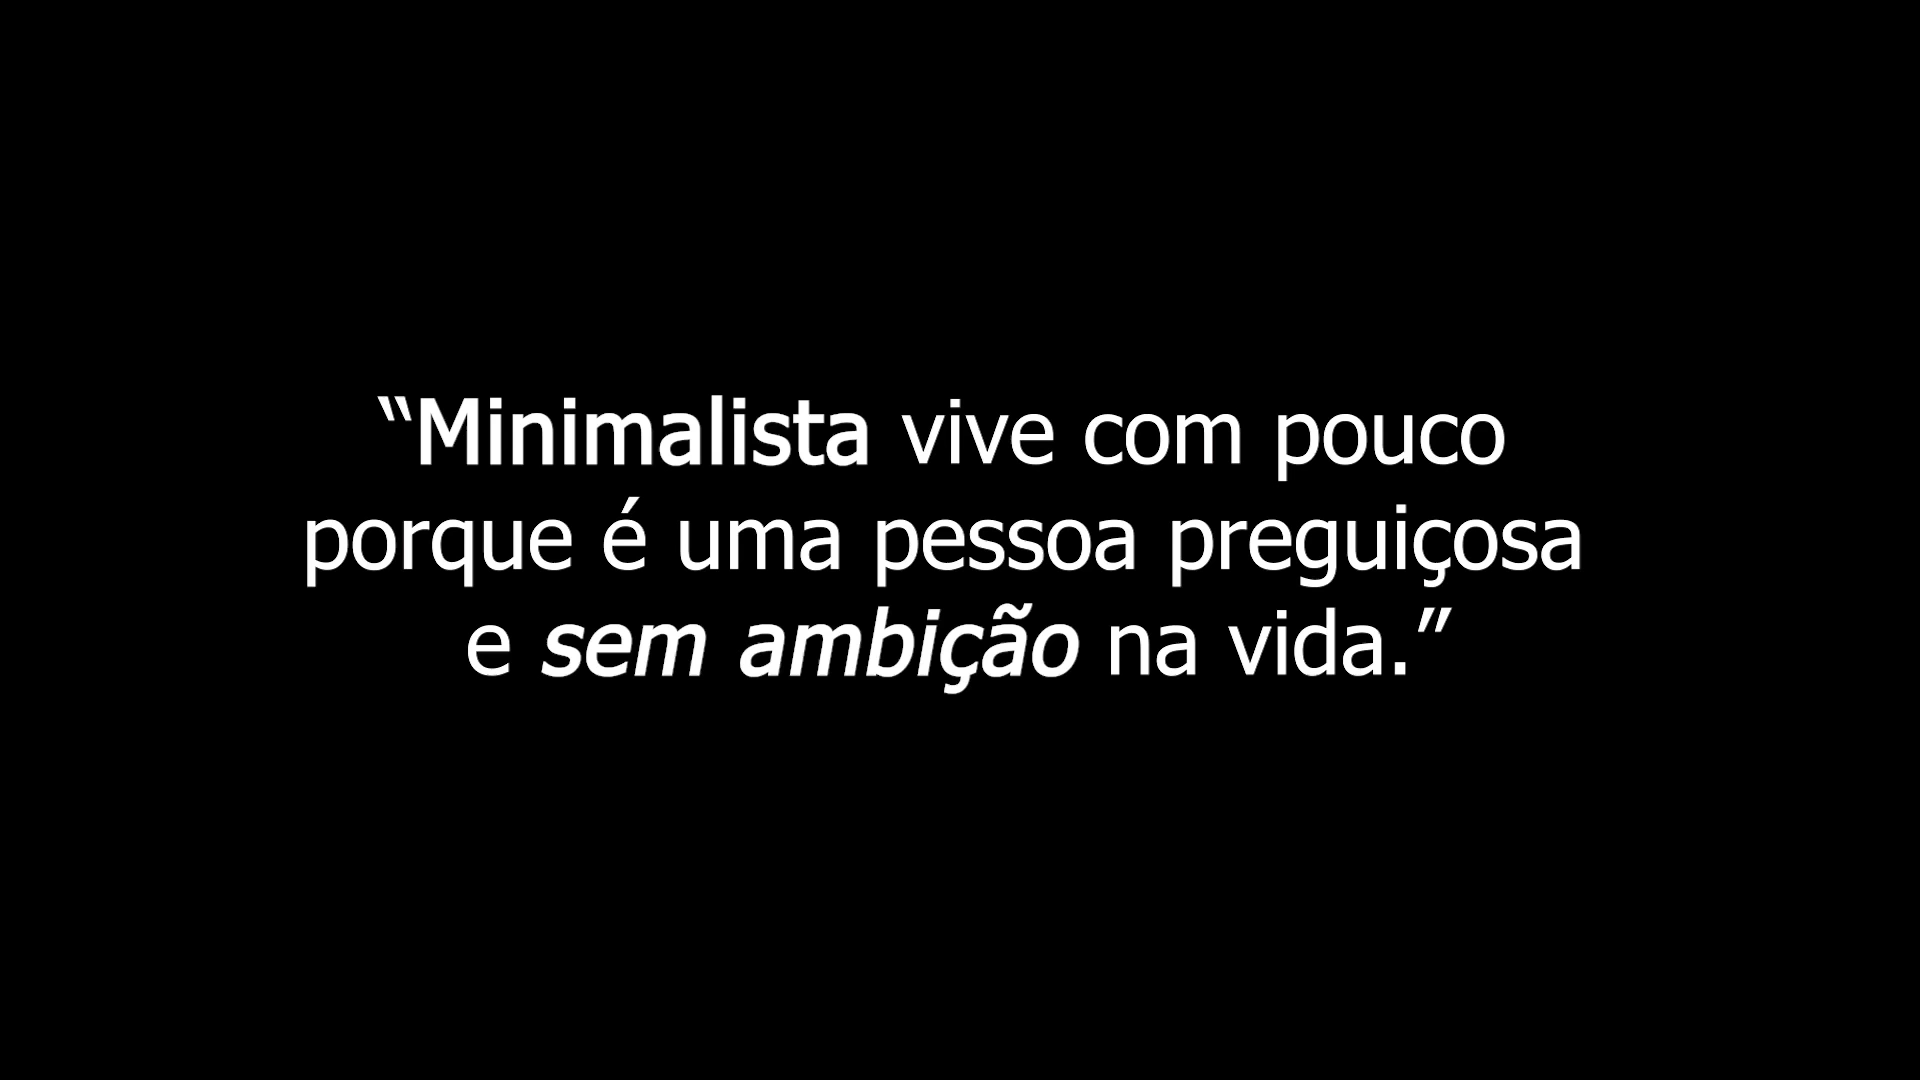 “Minimalista vive com pouco
porque é uma pessoa preguiçosa
e sem ambição na vida.”